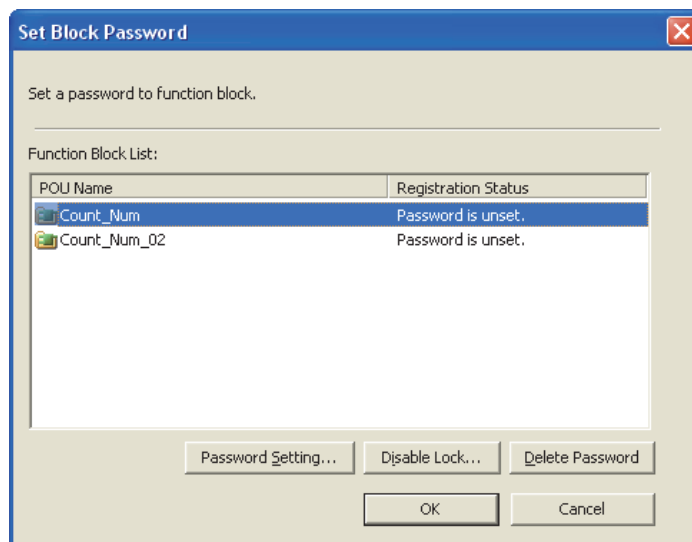 Set Block Password
Set a password to function block.
Function Block List:
POU Name Registration Status
Count_Num Password is unset.
Count_Num_02 Password is unset.
Password Setting... Disable Lock... Delete Password
OK Cancel